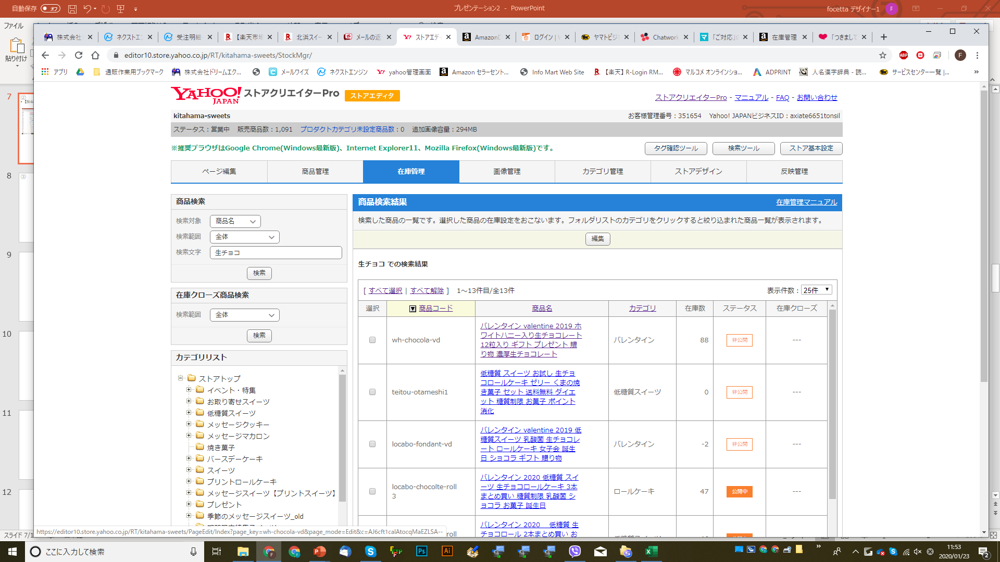 自動保存 オフ
プレゼンテーション2 - PowerPoint
focetta デザイナー1 F
ファイル
貼り付け
株式会社
ネクストエン
受注明細
【楽天市場
北浜スイー
メールの返
ストアエディ
AmazonD
ログイン |
ヤマトビジネ
Chatwork
「ご対応」
在庫管理
「つきまして
editor10.store.yahoo.co.jp/RT/kitahama-sweets/StockMgr/
アプリ
通販作業用ブックマーク
株式会社ドリームエク...
メールワイズ
ネクストエンジン
yahoo管理画面
Amazon セラーセント...
Info Mart Web Site
【楽天】R-Login RM...
マルコメ オンラインショ...
ADPRINT
人名漢字辞典 - 読...
サービスセンター一覧 |...
YAHOO! JAPAN ストアクリエイターPro ストアエディタ
ストアクリエイターPro - マニュアル - FAQ - お問い合わせ
kitahama-sweets
お客様管理番号：351654 Yahoo! JAPANビジネスID：axiate6651tonsil
ステータス：営業中 販売商品数：1,091 プロダクトカテゴリ未設定商品数：0 追加画像容量：294MB
※推奨ブラウザはGoogle Chrome(Windows最新版)、Internet Explorer11、Mozilla Firefox(Windows最新版)です。
タグ確認ツール 検索ツール ストア基本設定
ページ編集 商品管理 在庫管理 画像管理 カテゴリ管理 ストアデザイン 反映管理
商品検索
検索対象 商品名
検索範囲 全体
検索文字 生チョコ
検索
在庫クローズ商品検索
検索範囲 全体
検索
カテゴリリスト
ストアトップ
イベント・特集
お取り寄せスイーツ
低糖質スイーツ
メッセージクッキー
メッセージマカロン
焼き菓子
バースデーケーキ
スイーツ
プリントロールケーキ
メッセージスイーツ【プリントスイーツ】
プレゼント
季節のメッセージスイーツ_old
商品検索結果 在庫管理マニュアル
検索した商品の一覧です。選択した商品の在庫設定をおこないます。フォルダリストのカテゴリをクリックすると絞り込まれた商品一覧が表示されます。
編集
生チョコ での検索結果
[ すべて選択 | すべて解除 ] 1～13件目/全13件 表示件数：25件
選択 ▼ 商品コード 商品名 カテゴリ 在庫数 ステータス 在庫クローズ
wh-chocola-vd
バレンタイン valentine 2019 ホ
ワイトハニー入り生チョコレート
12粒入り ギフト プレゼント 贈
り物 濃厚生チョコレート
バレンタイン 88 非公開 ---
teitou-otameshi1
低糖質 スイーツ お試し 生チョ
コロールケーキ ゼリー くまの焼
き菓子 セット 送料無料 ダイエ
ット 糖質制限 お菓子 ポイント
消化
低糖質スイーツ 0 非公開 ---
locabo-fondant-vd
バレンタイン valentine 2019 低
糖質スイーツ 乳酸菌 生チョコレ
ート ロールケーキ 女子会 誕生
日 ショコラ ギフト 贈り物
バレンタイン -2 非公開 ---
locabo-chocolte-roll
3
バレンタイン 2020 低糖質 スイ
ーツ 生チョコロールケーキ 3本
まとめ買い 糖質制限 乳酸菌 シ
ョコラ お菓子 誕生日
ロールケーキ 47 公開中 ---
バレンタイン 2020 低糖質 生
チョコロール 2本まとめ買い お
7
8
9
10
11
12
スライド 7/1
https://editor10.store.yahoo.co.jp/RT/kitahama-sweets/PageEdit/Index?page_key=wh-chocola-vd&page_mode=Edit&c=AJ6cft1calAtocqMaEZLSA--
ここに入力して検索
11:53
2020/01/23
2